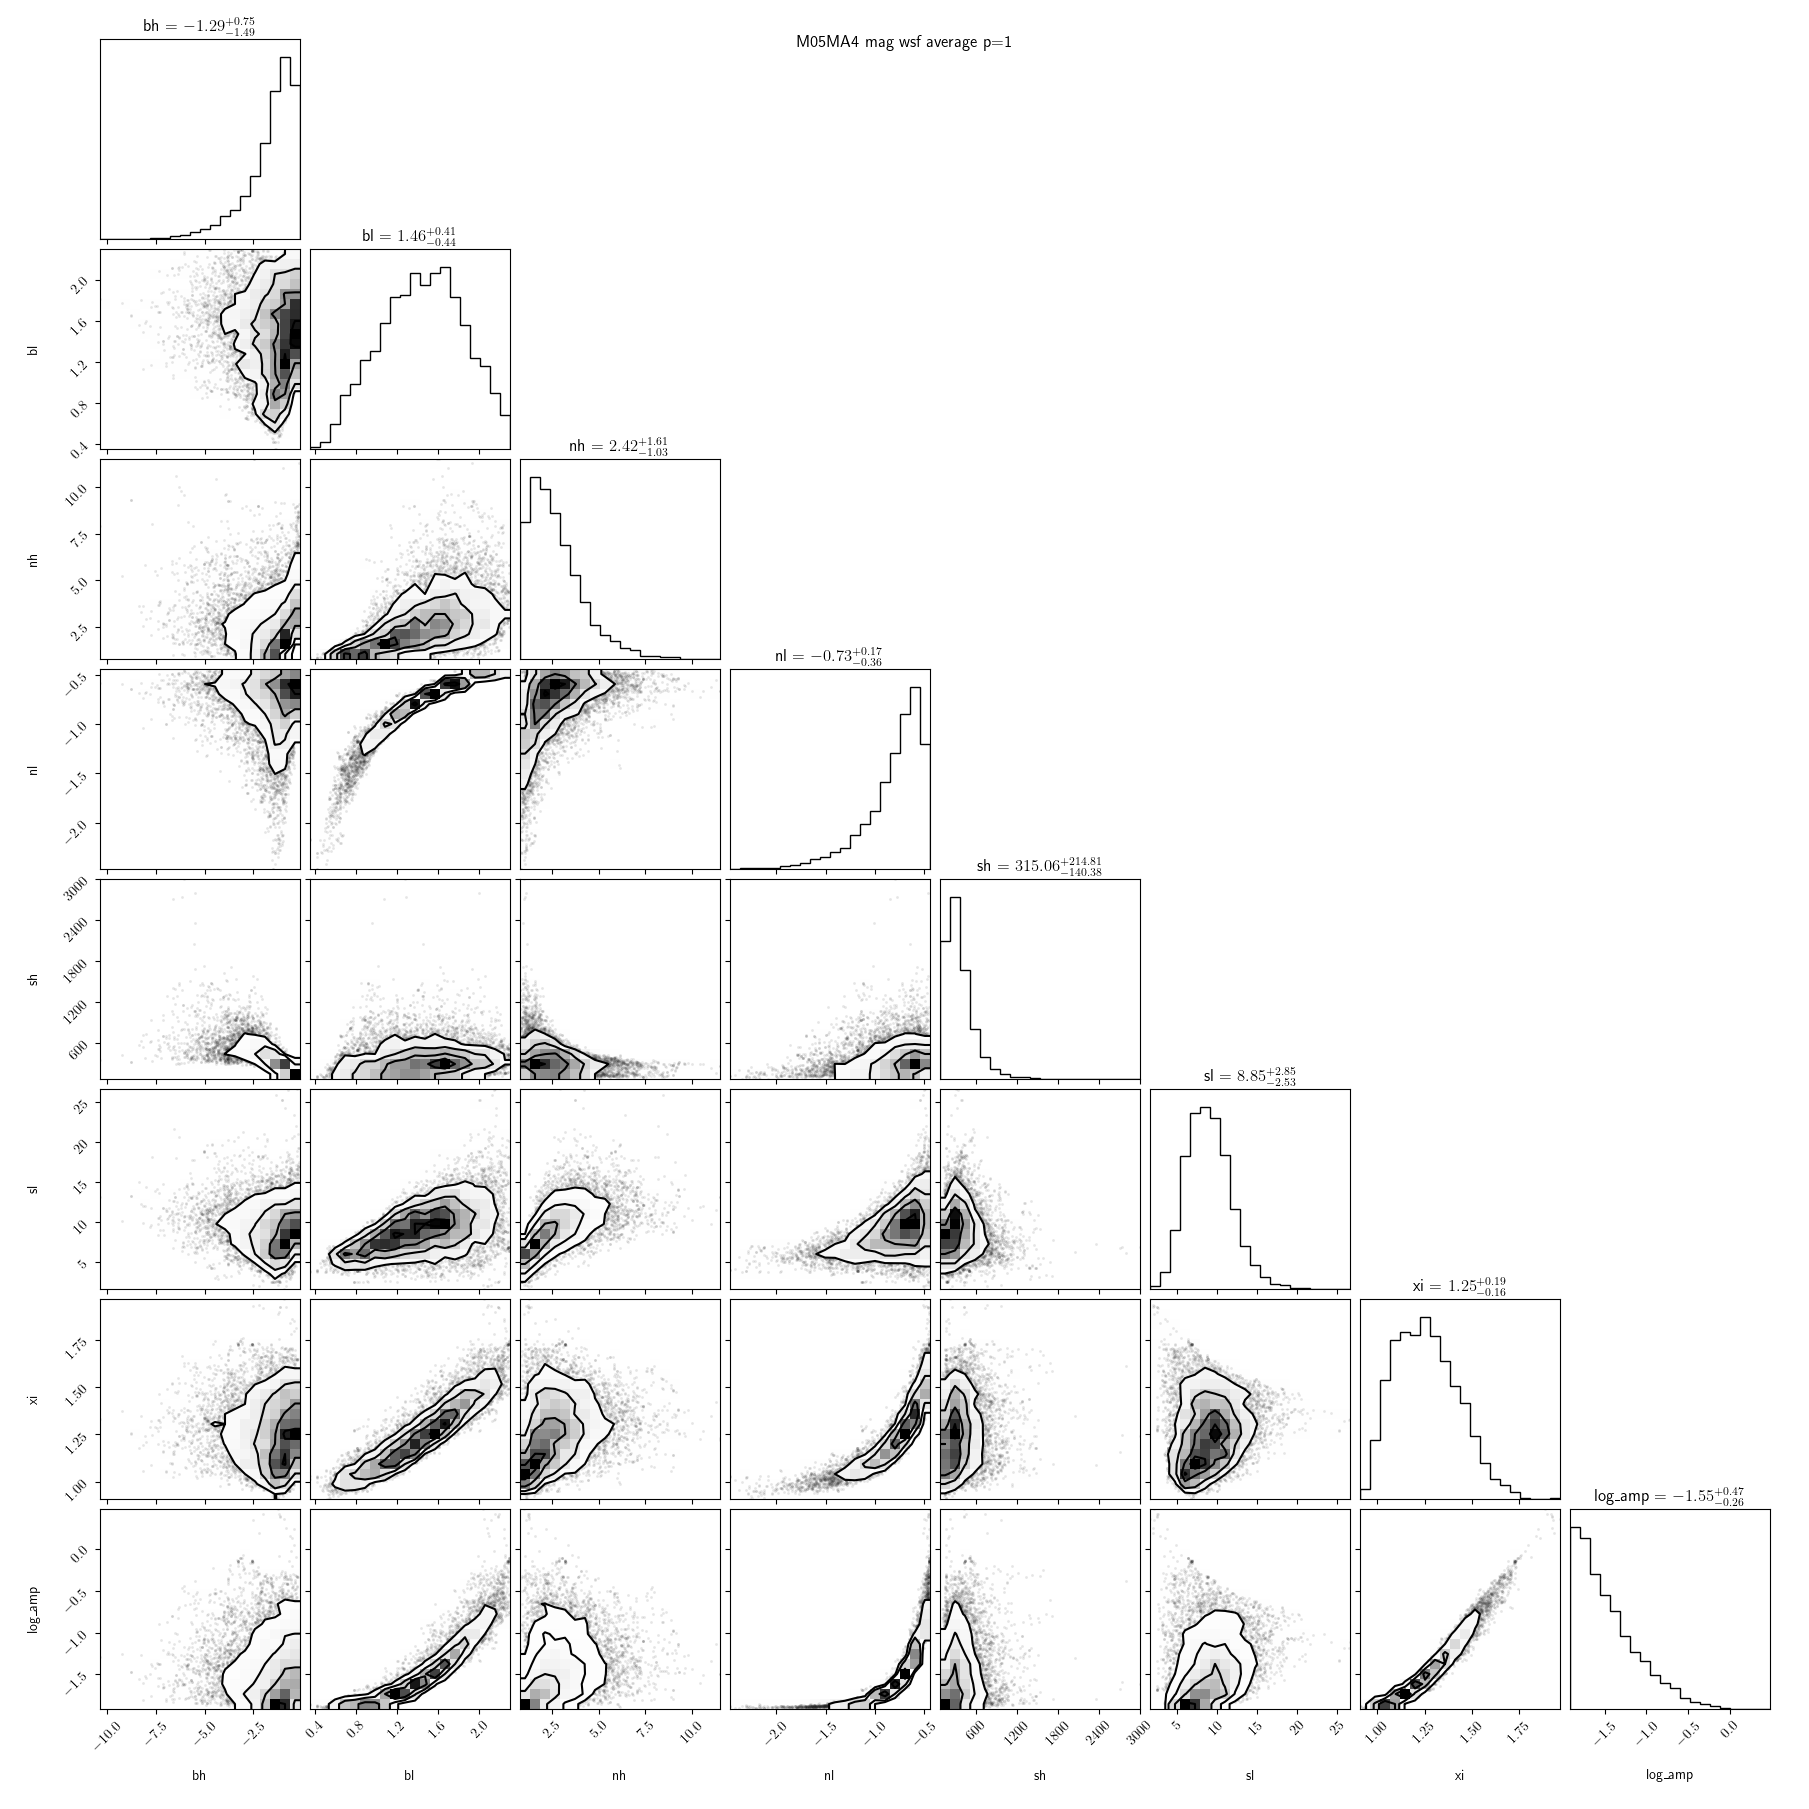 M05MA4 mag wsf average p=1
bh = −1.29+0.75 −1.49
bl = 1.46+0.41 −0.44
2.0
1.6
1.2
0.8
0.4
bl
nh = 2.42+1.61 −1.03
10.0
7.5
5.0
2.5
nh
nl = −0.73+0.17 −0.36
−0.5
−1.0
−1.5
−2.0
nl
sh = 315.06+214.81 −140.38
3000
2400
1800
1200
600
sh
sl = 8.85+2.85 −2.53
25
20
15
10
5
sl
xi = 1.25+0.19 −0.16
1.75
1.50
1.25
1.00
xi
log_amp = −1.55+0.47 −0.26
0.0
−0.5
−1.0
−1.5
log_amp
−10.0 −7.5 −5.0 −2.5 0.4 0.8 1.2 1.6 2.0 2.5 5.0 7.5 10.0 −2.0 −1.5 −1.0 −0.5 600 1200 1800 2400 3000 5 10 15 20 25 1.00 1.25 1.50 1.75 −1.5 −1.0 −0.5 0.0
bh bl nh nl sh sl xi log_amp